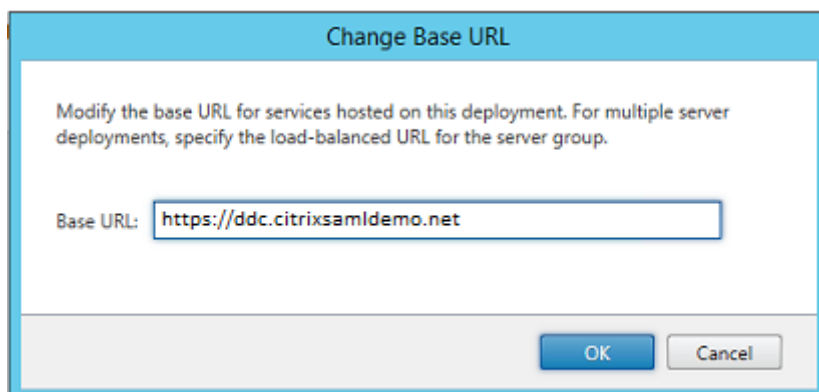 Change Base URL
Modify the base URL for services hosted on this deployment. For multiple server
deployments, specify the load-balanced URL for the server group.
Base URL: https://ddc.citrixsamldemo.net
OK Cancel